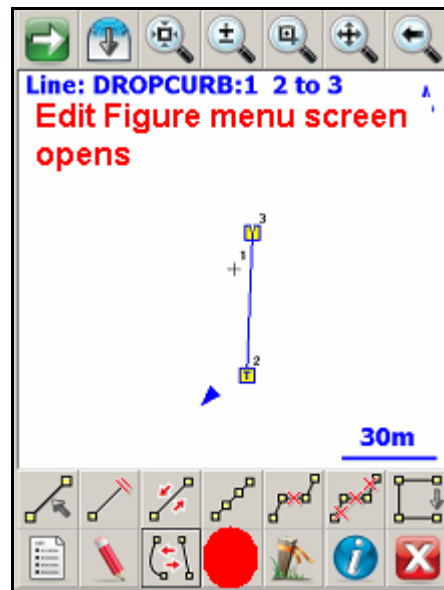 Line: DROPCURB:1 2 to 3
Edit Figure menu screen
opens
3
1
2
T
30m